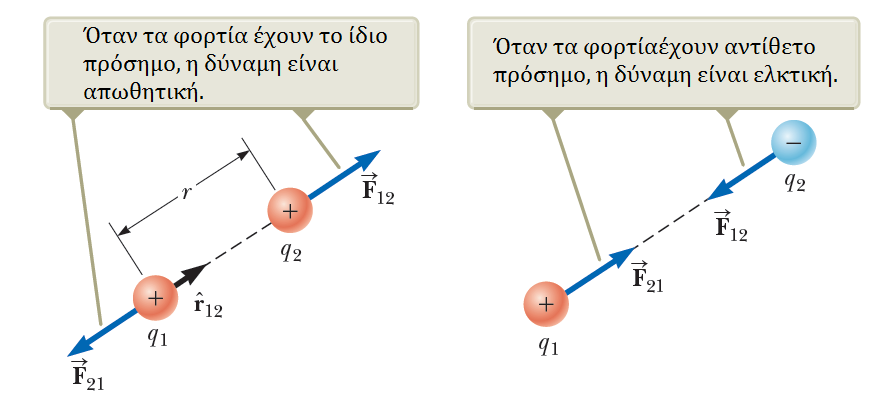 Όταν τα φορτία έχουν το ίδιο
πρόσημο, η δύναμη είναι
απωθητική.
r
+
F⃗₁₂
q₂
+
r̂₁₂
q₁
F⃗₂₁
Όταν τα φορτίαέχουν αντίθετο
πρόσημο, η δύναμη είναι ελκτική.
−
q₂
F⃗₁₂
F⃗₂₁
+
q₁